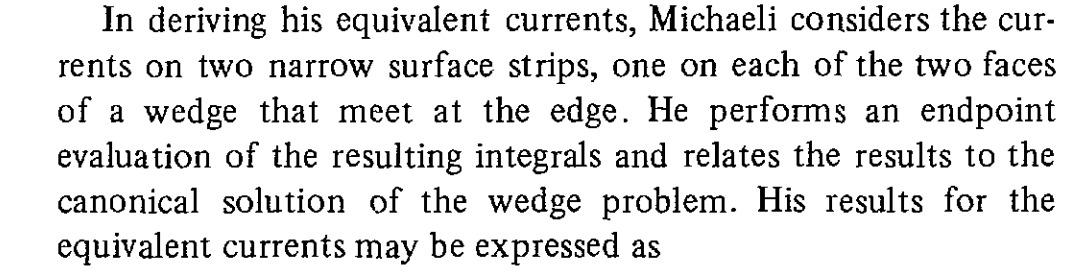 In deriving his equivalent currents, Michaeli considers the cur-
rents on two narrow surface strips, one on each of the two faces
of a wedge that meet at the edge. He performs an endpoint
evaluation of the resulting integrals and relates the results to the
canonical solution of the wedge problem. His results for the
equivalent currents may be expressed as